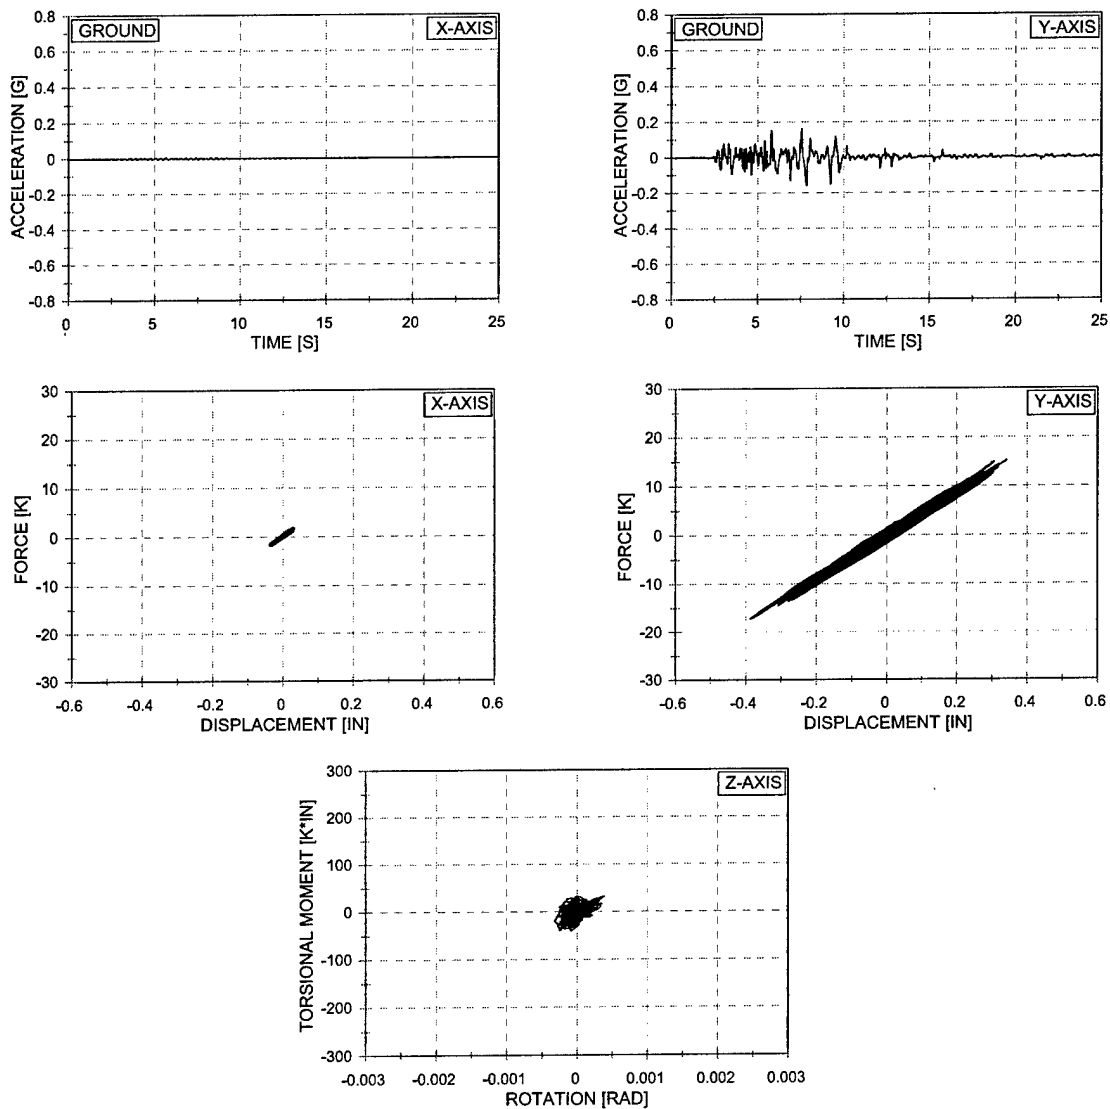 GROUND X-AXIS
0.8
0.6
0.4
0.2
0
-0.2
-0.4
-0.6
-0.8
ACCELERATION [G]
0 5 10 15 20 25
TIME [S]
GROUND Y-AXIS
0.8
0.6
0.4
0.2
0
-0.2
-0.4
-0.6
-0.8
ACCELERATION [G]
0 5 10 15 20 25
TIME [S]
X-AXIS
30
20
10
0
-10
-20
-30
FORCE [K]
-0.6 -0.4 -0.2 0 0.2 0.4 0.6
DISPLACEMENT [IN]
Y-AXIS
30
20
10
0
-10
-20
-30
FORCE [K]
-0.6 -0.4 -0.2 0 0.2 0.4 0.6
DISPLACEMENT [IN]
Z-AXIS
300
200
100
0
-100
-200
-300
TORSIONAL MOMENT [K*IN]
-0.003 -0.002 -0.001 0 0.001 0.002 0.003
ROTATION [RAD]